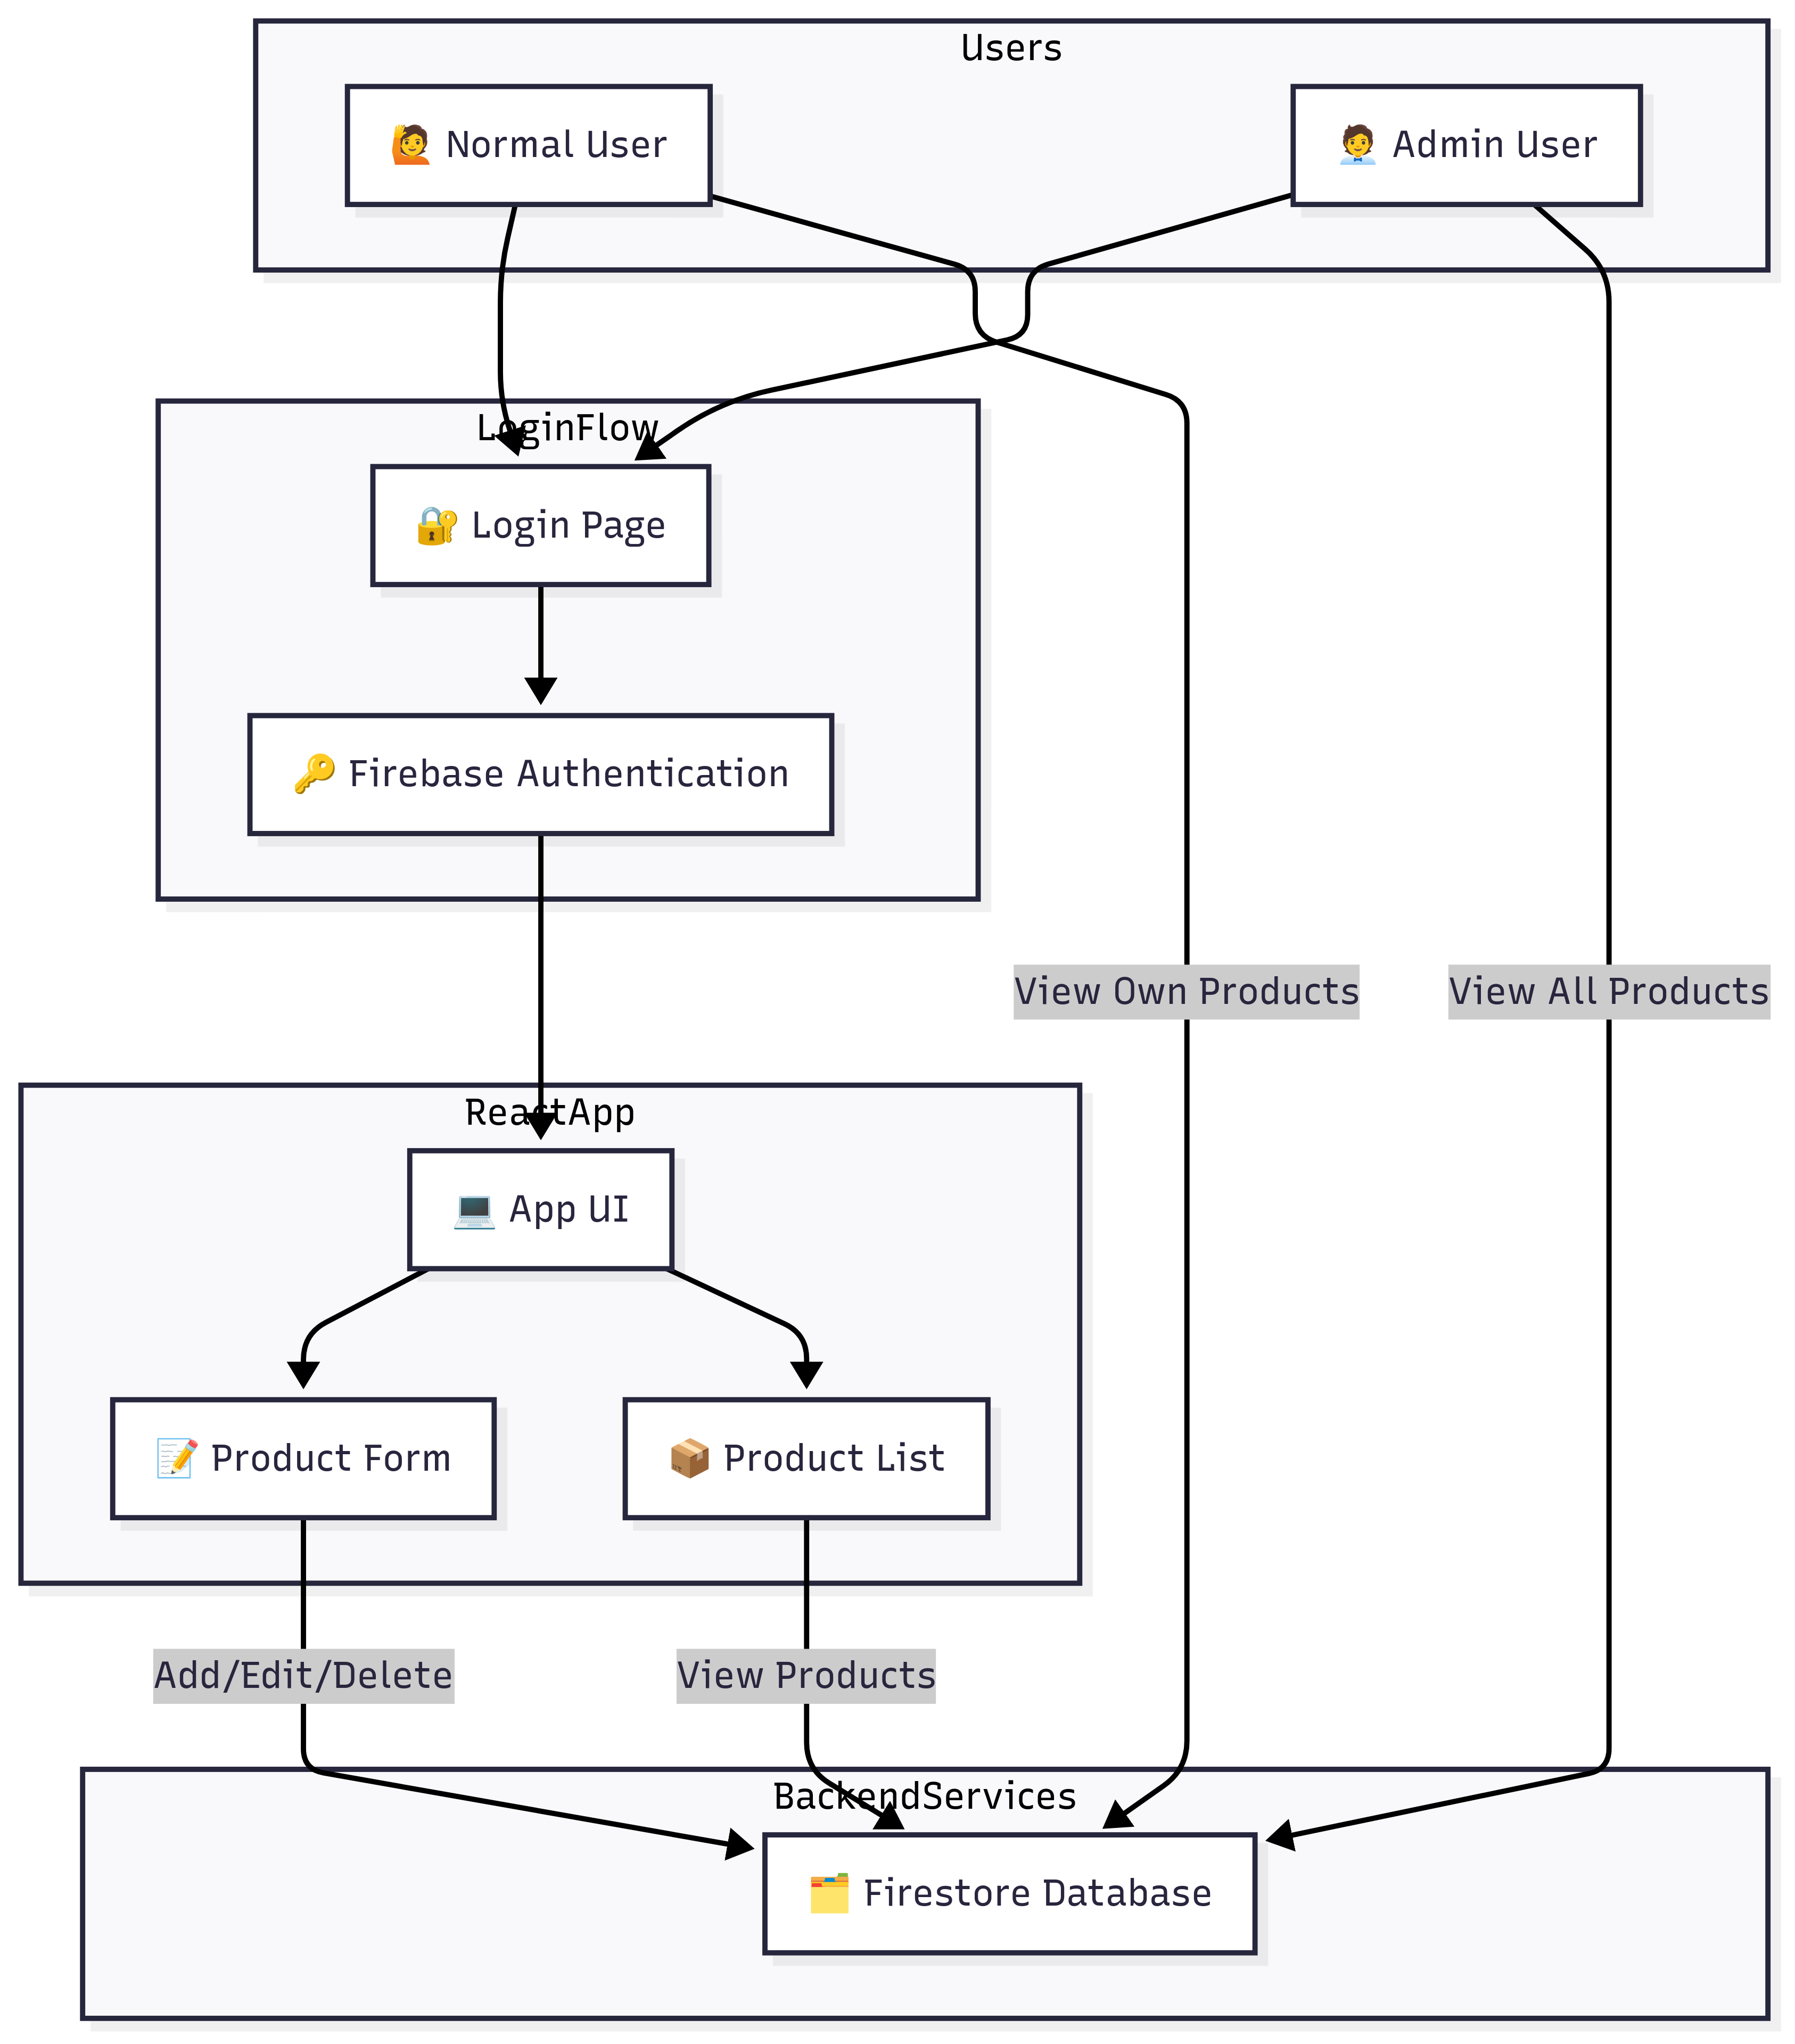 Users
Normal User
Admin User
LoginFlow
Login Page
Firebase Authentication
View Own Products
View All Products
ReactApp
App UI
Product Form
Product List
Add/Edit/Delete
View Products
BackendServices
Firestore Database